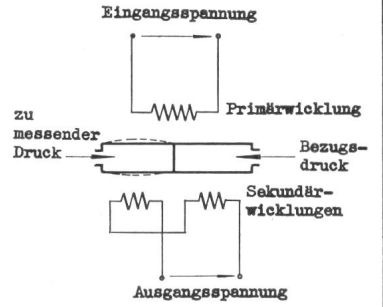 Eingangsspannung
Primärwicklung
zu
messender
Druck
Bezugs-
druck
Sekundär-
wicklungen
Ausgangsspannung